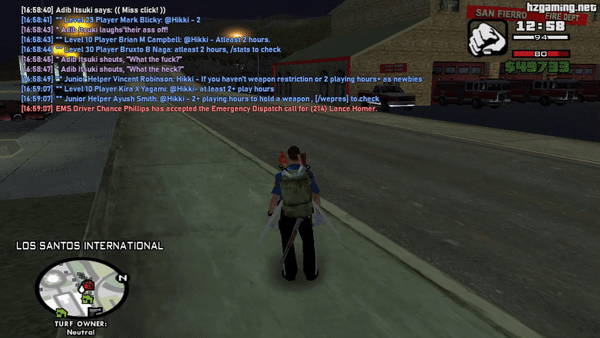 [16:58:40] Adib Itsuki says: (( Miss click! ))
[16:58:41] ** Level 23 Player Mark Blicky: @Hikki - 2
[16:58:43] * Adib Itsuki laughs their ass off!
[16:58:44] ** Level 10 Player Brian M Campbell: @Hikki - Atleast 2 hours.
[16:58:44] ** Level 30 Player Bruxto B Naga: atleast 2 hours, /stats to check
[16:58:45] * Adib Itsuki shouts, "What the fuck?"
[16:58:47] * Adib Itsuki shouts, "What the heck?"
[16:58:49] * Junior Helper Vincent Robinson: Hikki - If you haven't weapon restriction or 2 playing hours+ as newbies
[16:59:07] ** Level 10 Player Kira X Yagami: @Hikki- at.least 2+ play hours
[16:59:07] ** Junior Helper Ayush Smith: @Hikki - 2+ playing hours to hold a weapon , [/wepres] to check
[16:59:07] EMS Driver Chance Phillips has accepted the Emergency Dispatch call for (214) Lance Homer.
hzgaming.net
SAN FIERRO FIRE DEPT
12:58
94
80
$49793
LOS SANTOS INTERNATIONAL
N
TURF OWNER:
Neutral